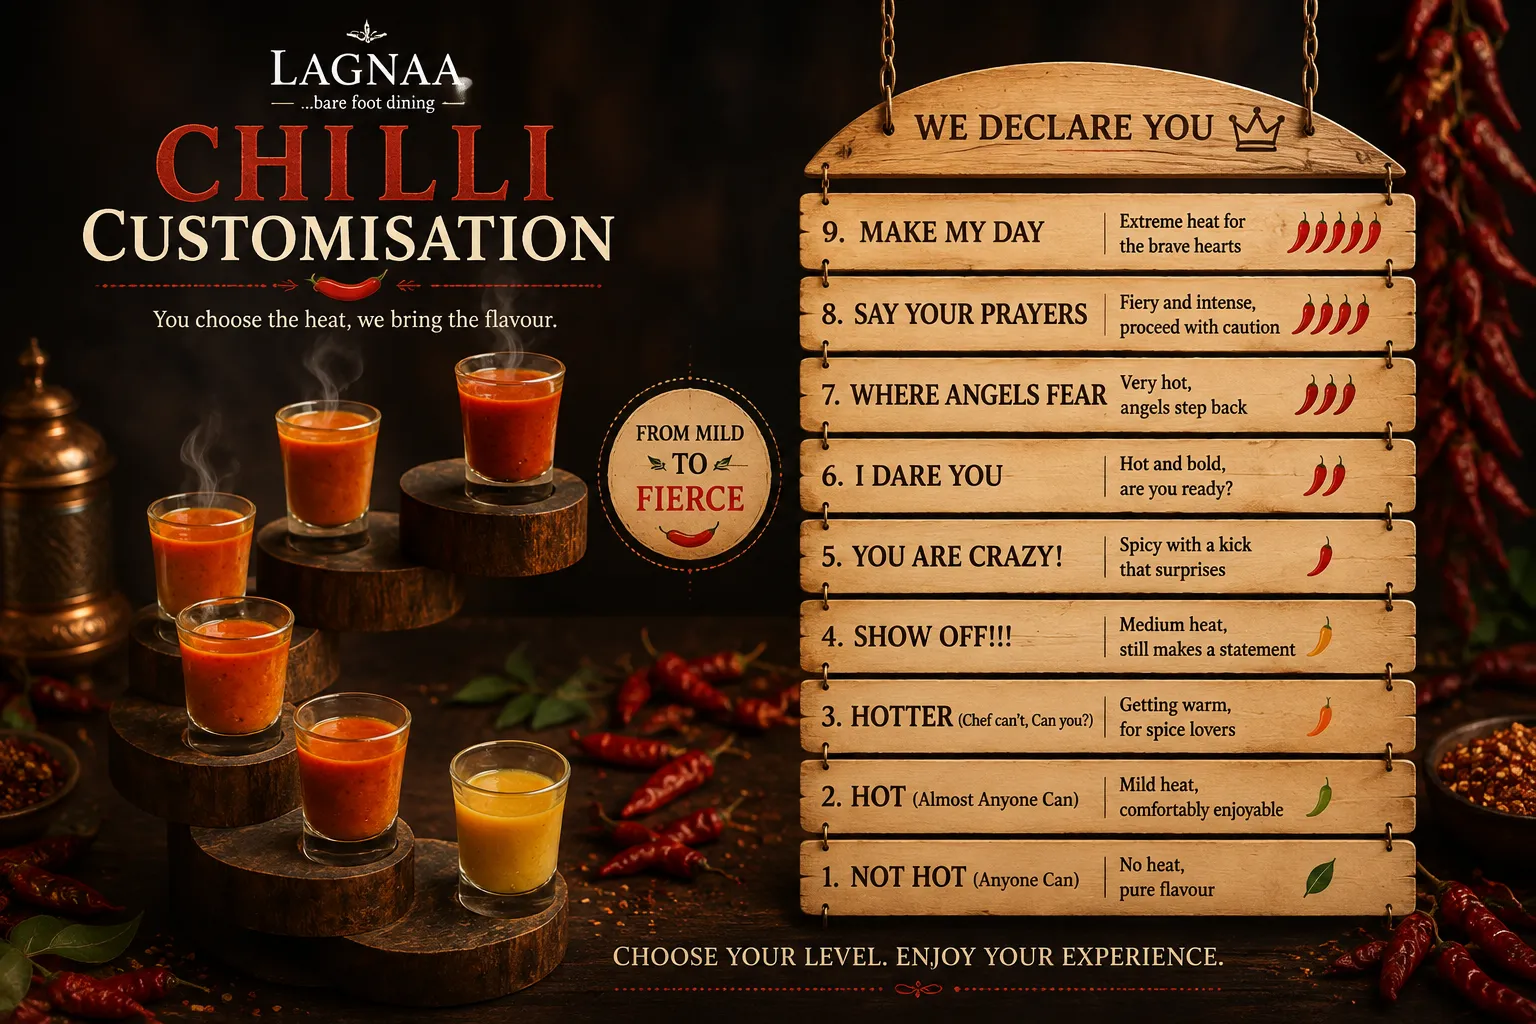 LAGNAA
...bare foot dining
CHILLI
CUSTOMISATION
You choose the heat, we bring the flavour.
FROM MILD
TO
FIERCE
WE DECLARE YOU
9. MAKE MY DAY
Extreme heat for
the brave hearts
8. SAY YOUR PRAYERS
Fiery and intense,
proceed with caution
7. WHERE ANGELS FEAR
Very hot,
angels step back
6. I DARE YOU
Hot and bold,
are you ready?
5. YOU ARE CRAZY!
Spicy with a kick
that surprises
4. SHOW OFF!!!
Medium heat,
still makes a statement
3. HOTTER (Chef can't, Can you?)
Getting warm,
for spice lovers
2. HOT (Almost Anyone Can)
Mild heat,
comfortably enjoyable
1. NOT HOT (Anyone Can)
No heat,
pure flavour
CHOOSE YOUR LEVEL. ENJOY YOUR EXPERIENCE.